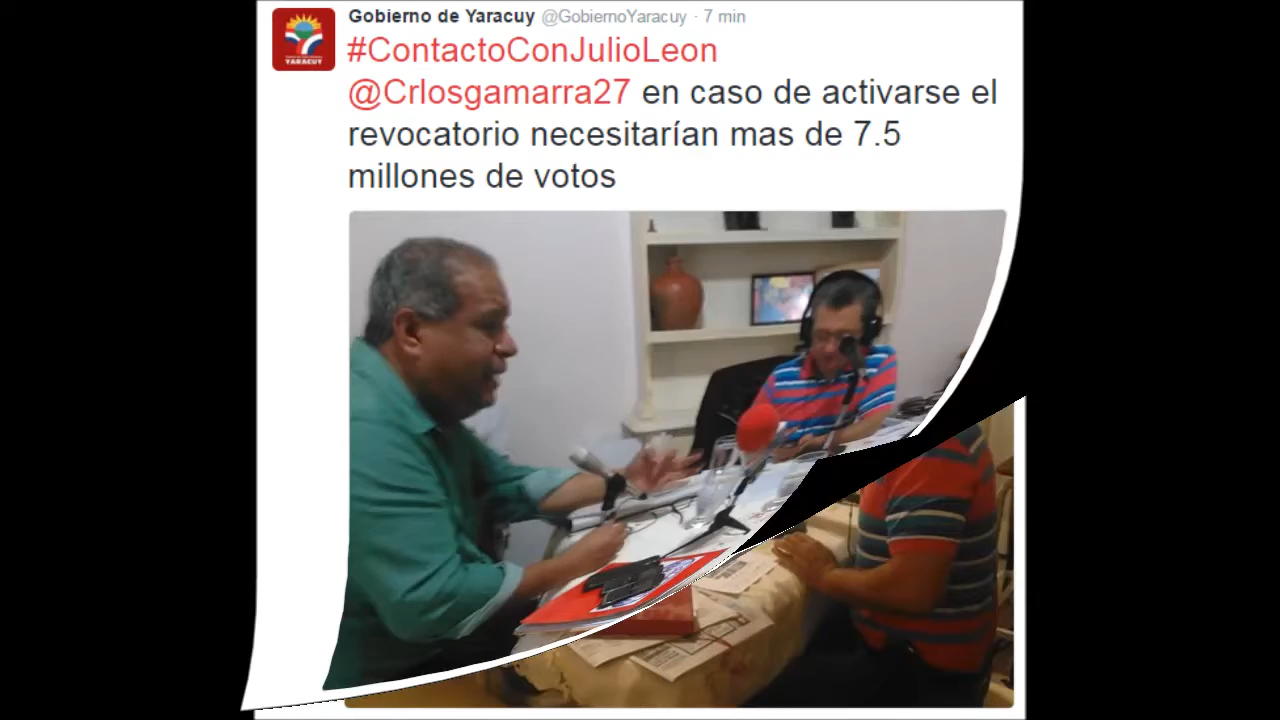 Gobierno de Yaracuy @GobiernoYaracuy · 7 min
#ContactoConJulioLeon
@Crlosgamarra27 en caso de activarse el
revocatorio necesitarían mas de 7.5
millones de votos
YARACUY